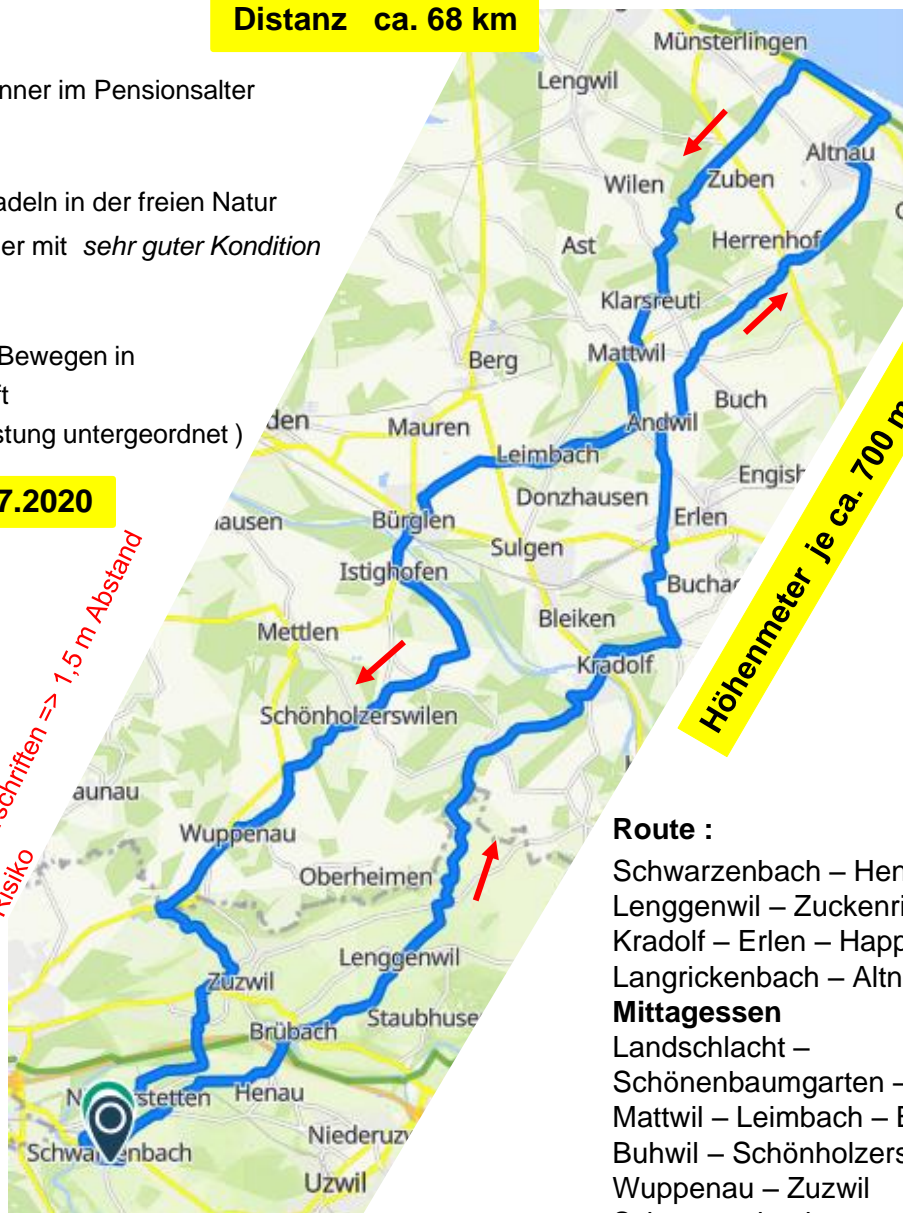 Distanz ca. 68 km
nner im Pensionsalter
adeln in der freien Natur
er mit sehr guter Kondition
Bewegen in
ft
stung untergeordnet )
7.2020
schriften => 1,5 m Abstand
Risiko
Höhenmeter je ca. 700 m
Münsterlingen
Lengwil
Altnau
Wilen
Zuben
Ast
Herrenhof
Klarsreuti
Mattwil
Berg
Buch
den
Mauren
Andwil
Leimbach
Engish
Donzhausen
ausen
Bürglen
Erlen
Sulgen
Istighofen
Buchac
Bleiken
Mettlen
Kradolf
Schönholzerswilen
aunau
Wuppenau
Oberheimen
Lenggenwil
Zuzwil
Staubhuse
Brübach
stetten
Henau
Niederuzw
Schwa enbach
Uzwil
Route :
Schwarzenbach – Hen
Lenggenwil – Zuckenri
Kradolf – Erlen – Happ
Langrickenbach – Altn
Mittagessen
Landschlacht –
Schönenbaumgarten –
Mattwil – Leimbach – B
Buhwil – Schönholzers
Wuppenau – Zuzwil